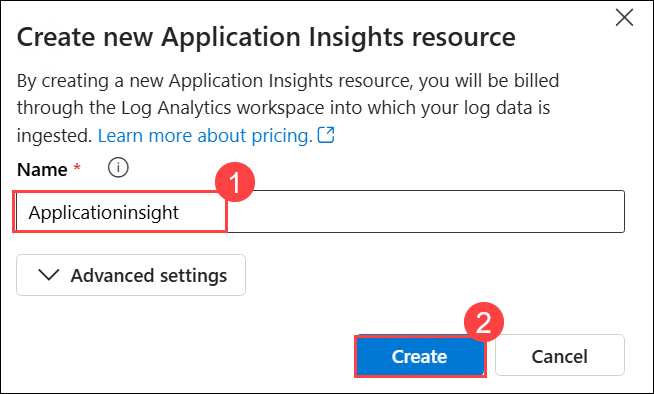 Create new Application Insights resource
By creating a new Application Insights resource, you will be billed
through the Log Analytics workspace into which your log data is
ingested. Learn more about pricing.
Name *
1
Applicationinsight
Advanced settings
2
Create Cancel